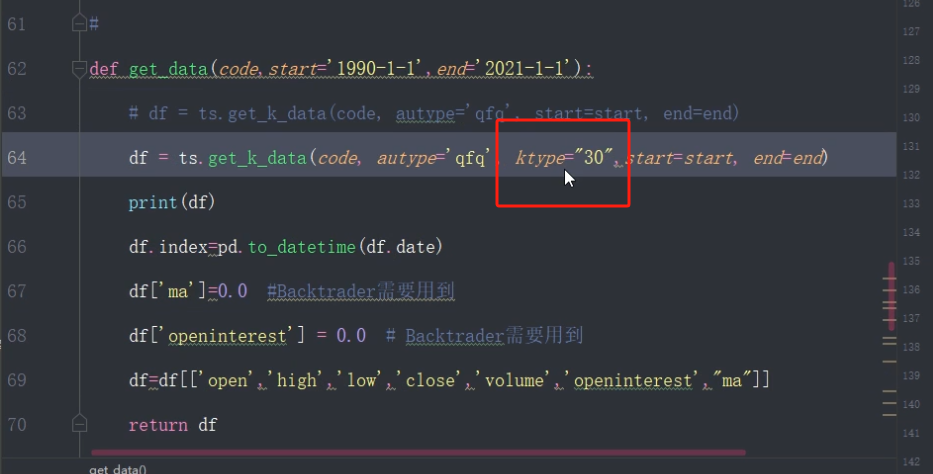 126
61 #
127
62 def get_data(code,start='1990-1-1',end='2021-1-1'):
128
129
63 # df = ts.get_k_data(code, autype='qfq', start=start, end=end)
130
131
64 df = ts.get_k_data(code, autype='qfq', ktype="30",start=start, end=end)
132
65 print(df)
133
134
66 df.index=pd.to_datetime(df.date)
135
67 df['ma']=0.0 #Backtrader需要用到
136
137
68 df['openinterest'] = 0.0 # Backtrader需要用到
138
139
69 df=df[['open','high','low','close','volume','openinterest',"ma"]]
140
70 return df
141
142
get_data()